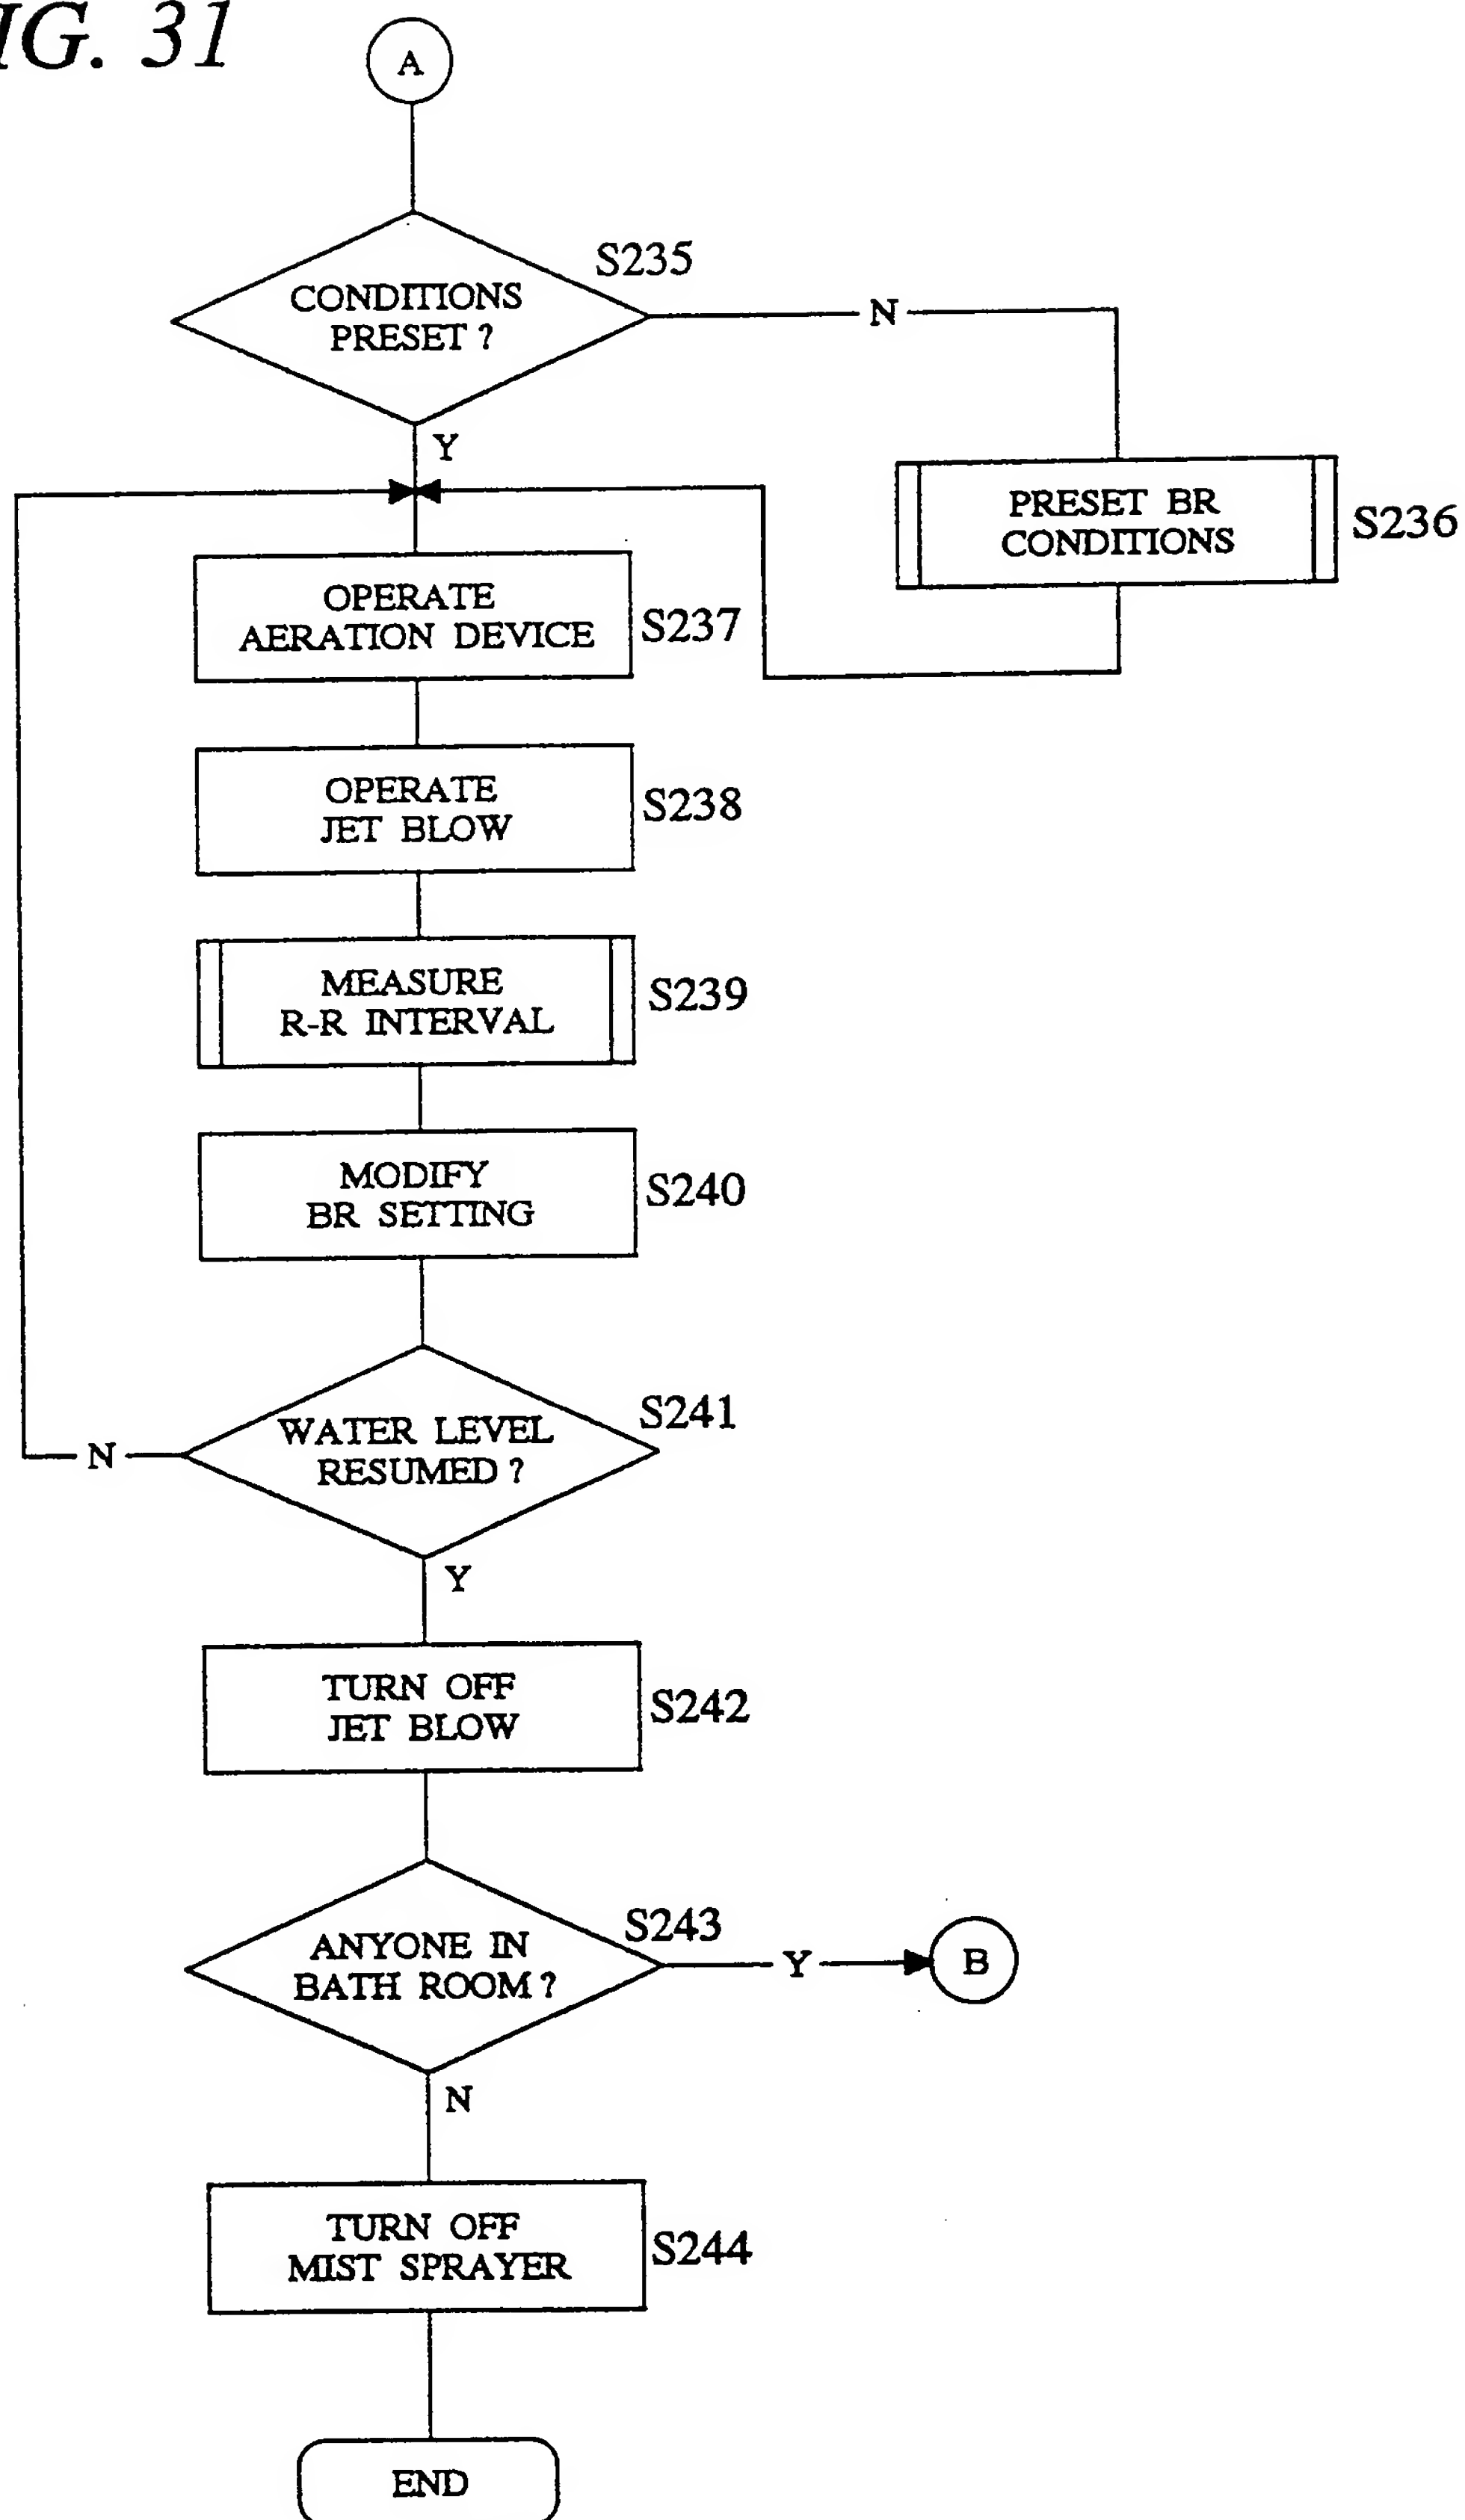 IG. 31
A
S235
CONDITIONS
PRESET ?
N
Y
PRESET BR
CONDITIONS
S236
OPERATE
AERATION DEVICE
S237
OPERATE
JET BLOW
S238
MEASURE
R-R INTERVAL
S239
MODIFY
BR SETTING
S240
S241
WATER LEVEL
RESUMED ?
N
Y
TURN OFF
JET BLOW
S242
S243
ANYONE IN
BATH ROOM ?
Y
B
N
TURN OFF
MIST SPRAYER
S244
END